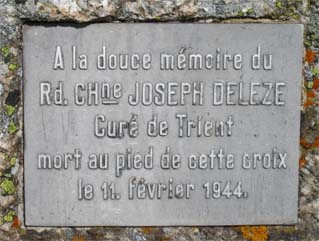 A la douce mémoire du
Rd. CHne JOSEPH DELEZE
Curé de Trient
mort au pied de cette croix
le 11. février 1944.